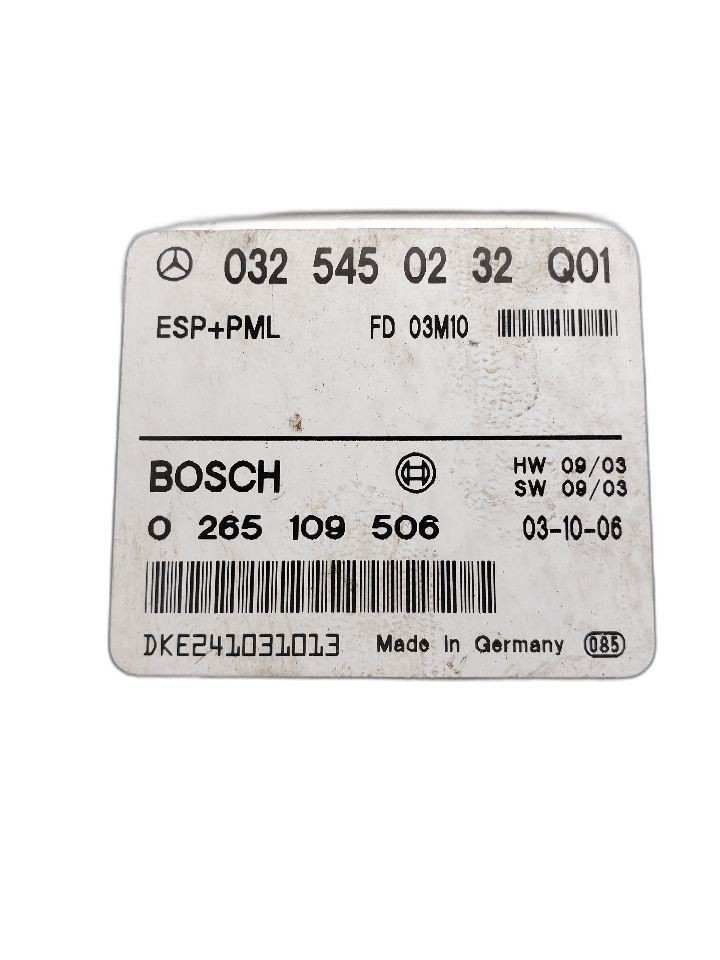 032 545 02 32 Q01
ESP+PML FD 03M10
BOSCH HW 09/03
SW 09/03
0 265 109 506 03-10-06
DKE241031013 Made In Germany 085